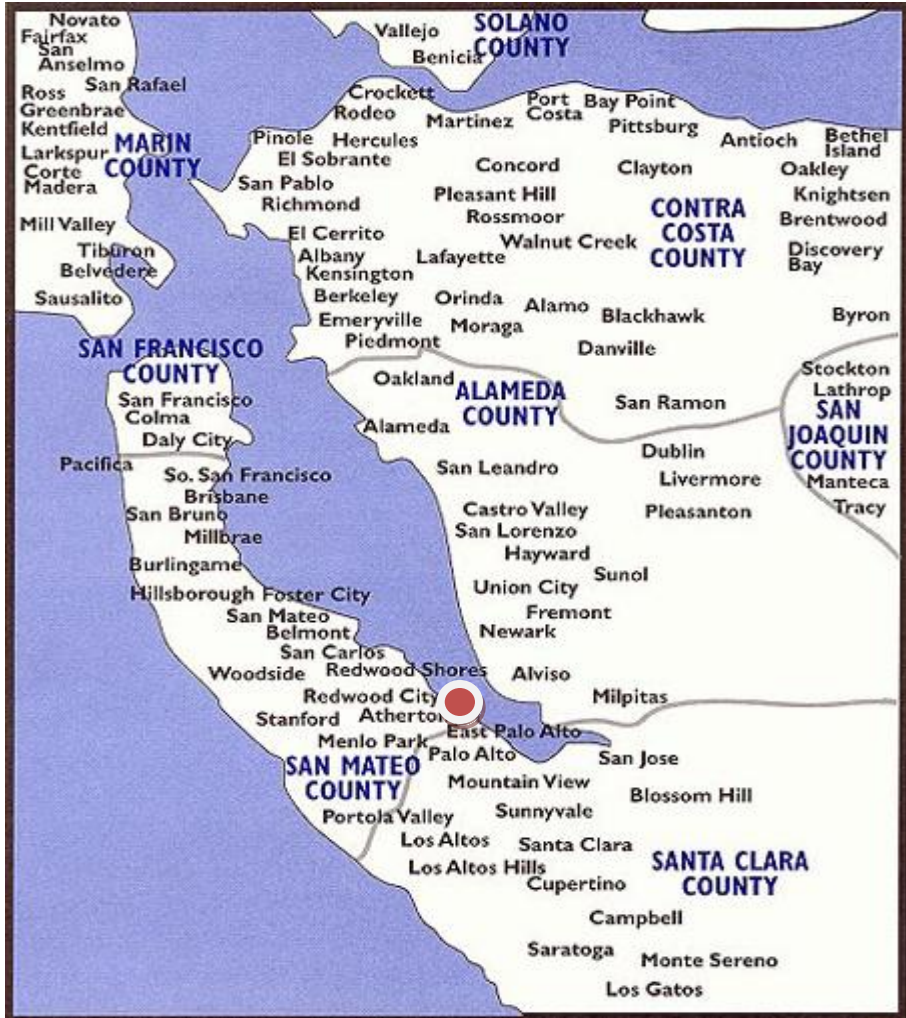 Novato
Fairfax
San
Anselmo
San Rafael
Ross
Greenbrae
Kentfield
MARIN
COUNTY
Larkspur
Corte
Madera
Mill Valley
Tiburon
Belvedere
Sausalito
Vallejo
SOLANO
COUNTY
Benicia
Crockett
Rodeo
Port
Costa
Bay Point
Martinez
Pittsburg
Pinole
Hercules
Antioch
Bethel
Island
El Sobrante
Concord
Clayton
Oakley
San Pablo
Pleasant Hill
Knightsen
Richmond
Rossmoor
CONTRA
COSTA
COUNTY
Brentwood
El Cerrito
Walnut Creek
Albany
Lafayette
Discovery
Bay
Kensington
Berkeley
Orinda
Alamo
Blackhawk
Byron
Emeryville
Moraga
Piedmont
Danville
SAN FRANCISCO
COUNTY
Stockton
Oakland
ALAMEDA
COUNTY
Lathrop
San Francisco
San Ramon
SAN
JOAQUIN
COUNTY
Colma
Alameda
Daly City
Dublin
Pacifica
San Leandro
So. San Francisco
Livermore
Manteca
Brisbane
Tracy
San Bruno
Castro Valley
Pleasanton
Millbrae
San Lorenzo
Hayward
Burlingame
Sunol
Union City
Hillsborough
Foster City
San Mateo
Fremont
Belmont
Newark
San Carlos
Woodside
Redwood Shores
Alviso
Redwood City
Milpitas
Stanford
Atherton
East Palo Alto
Menlo Park
Palo Alto
San Jose
SAN MATEO
COUNTY
Mountain View
Blossom Hill
Sunnyvale
Portola Valley
Los Altos
Santa Clara
Los Altos Hills
SANTA CLARA
COUNTY
Cupertino
Campbell
Saratoga
Monte Sereno
Los Gatos